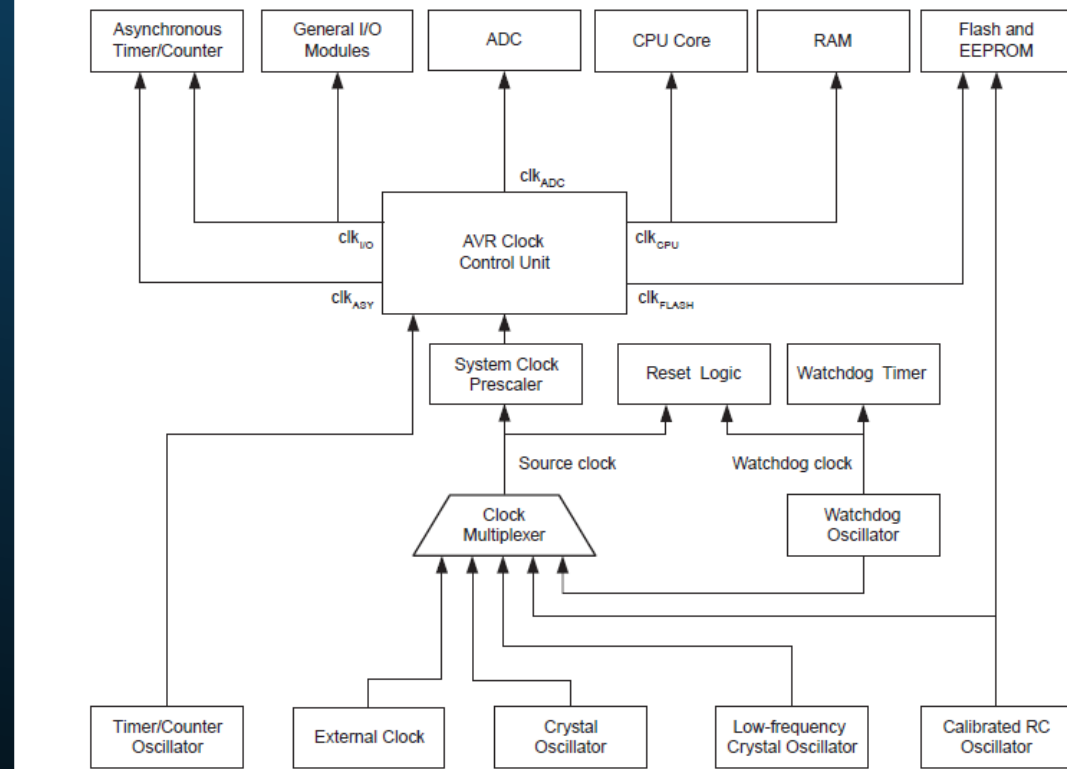 Asynchronous
Timer/Counter
General I/O
Modules
ADC
CPU Core
RAM
Flash and
EEPROM
clkADC
clkI/O
AVR Clock
Control Unit
clkCPU
clkASY
clkFLASH
System Clock
Prescaler
Reset Logic
Watchdog Timer
Source clock
Watchdog clock
Clock
Multiplexer
Watchdog
Oscillator
Timer/Counter
Oscillator
External Clock
Crystal
Oscillator
Low-frequency
Crystal Oscillator
Calibrated RC
Oscillator